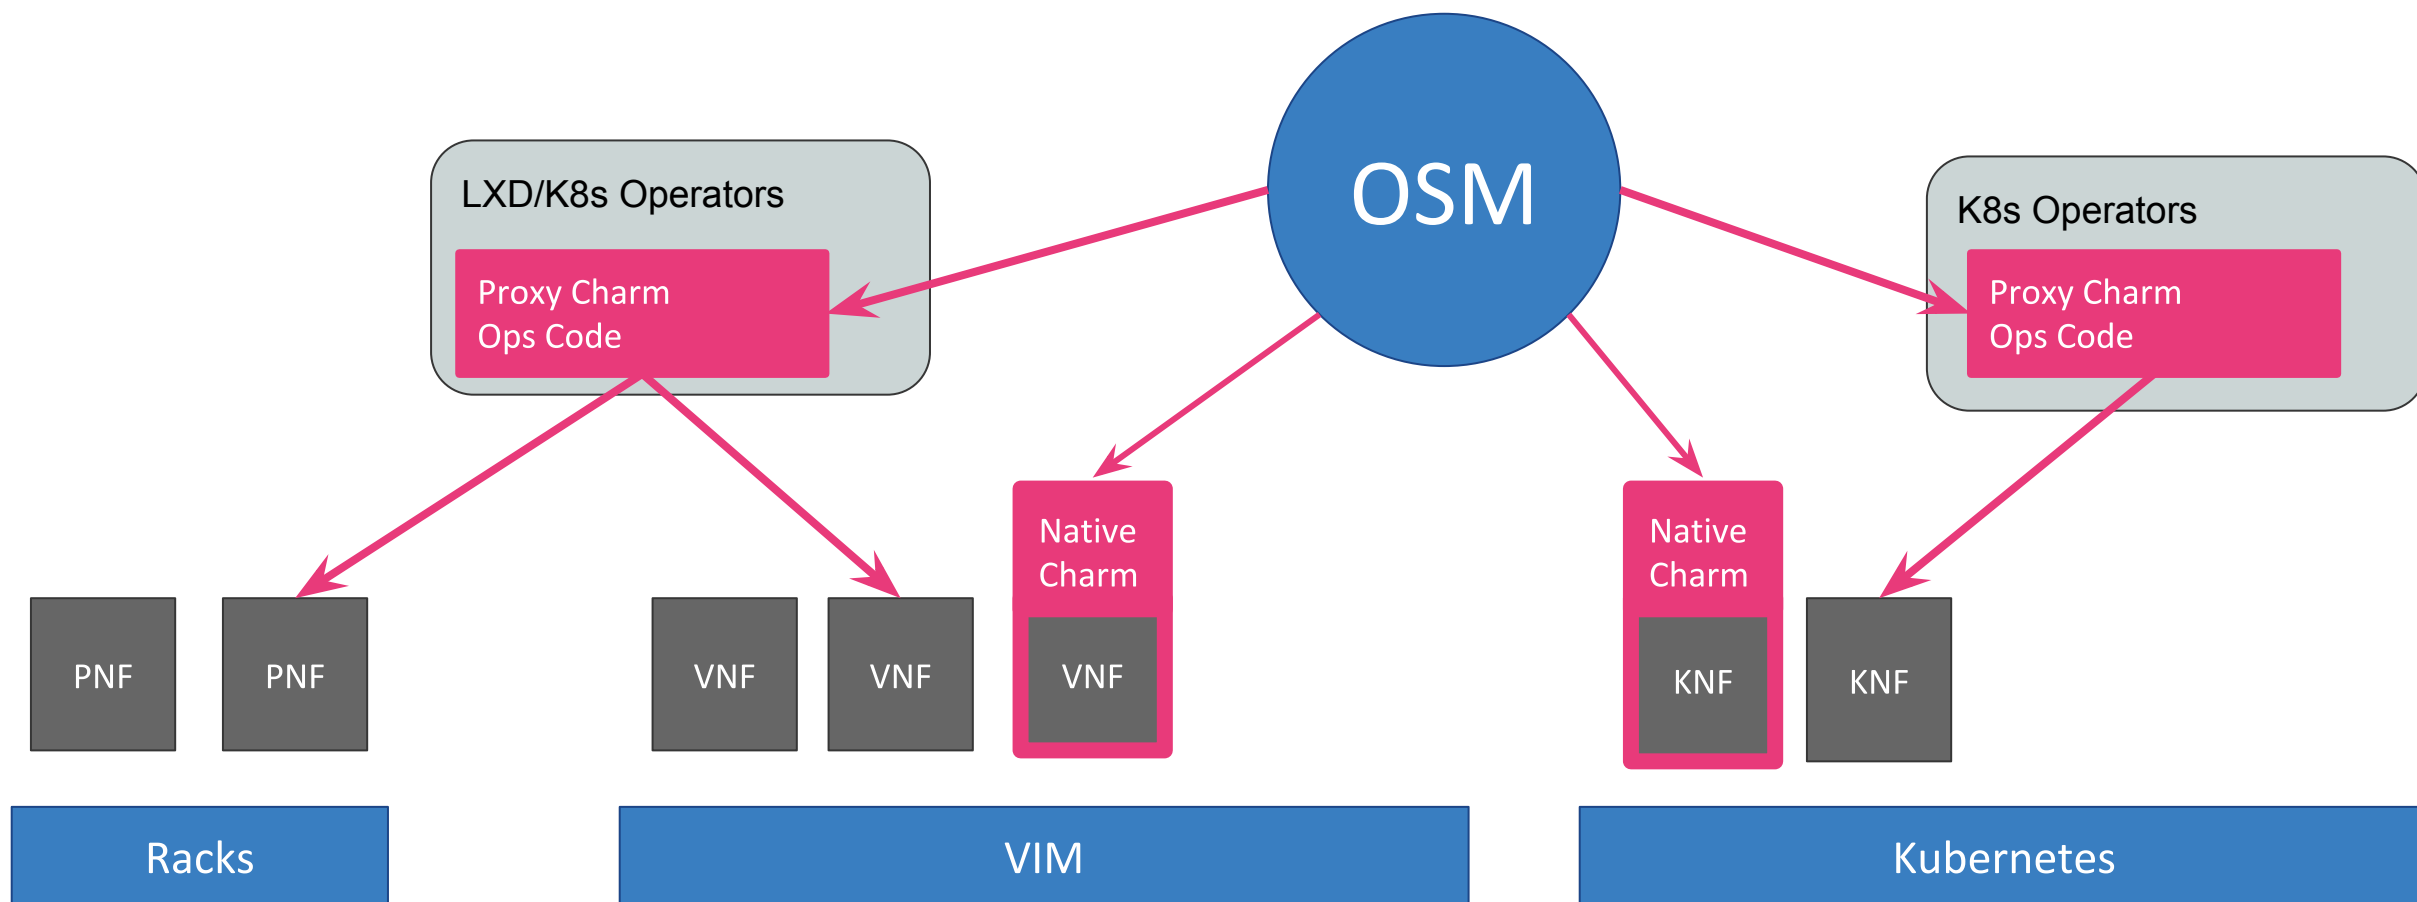 OSM
LXD/K8s Operators
Proxy Charm
Ops Code
K8s Operators
Proxy Charm
Ops Code
Native
Charm
Native
Charm
PNF
PNF
VNF
VNF
VNF
KNF
KNF
Racks
VIM
Kubernetes